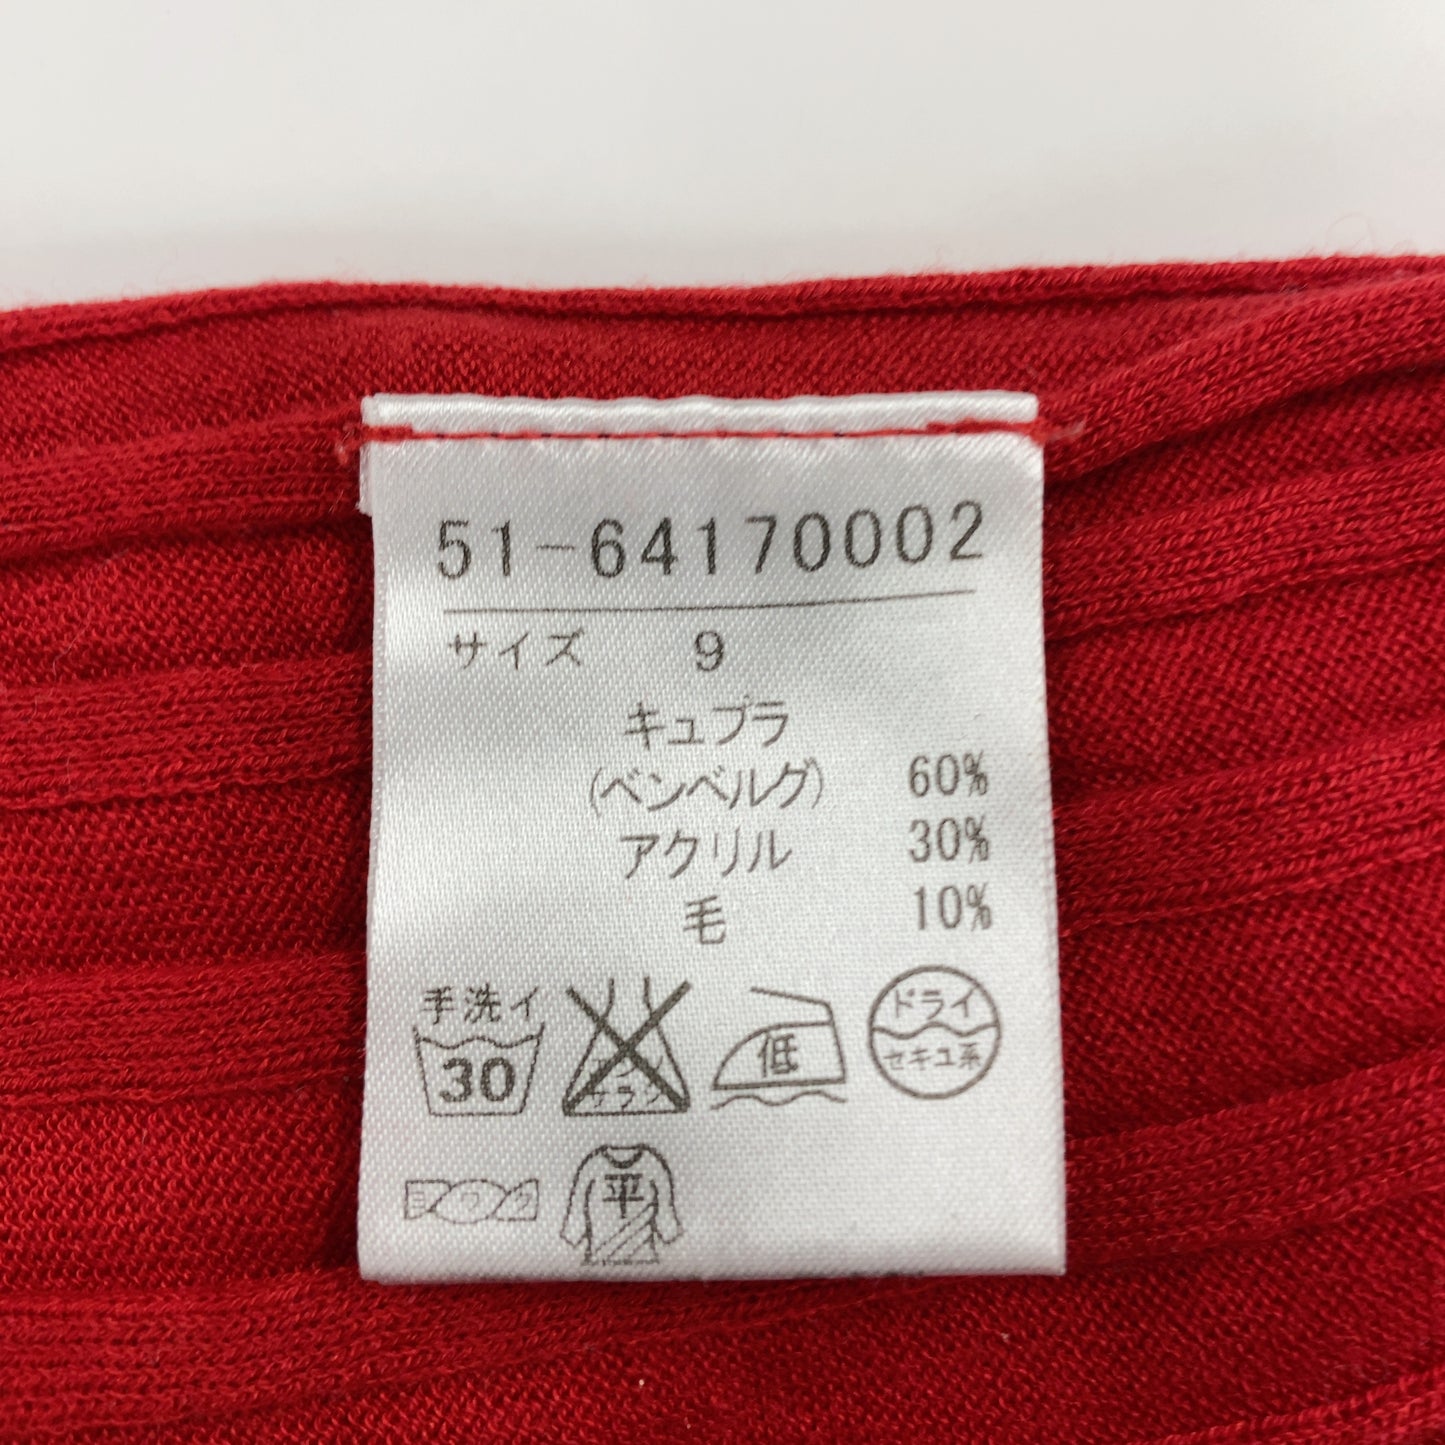 51-64170002
サイズ 9
キュプラ
(ベンベルグ) 60%
アクリル 30%
毛 10%
手洗イ
30
エンソ
サラシ
低
ドライ
セキユ系
ヨワク
平